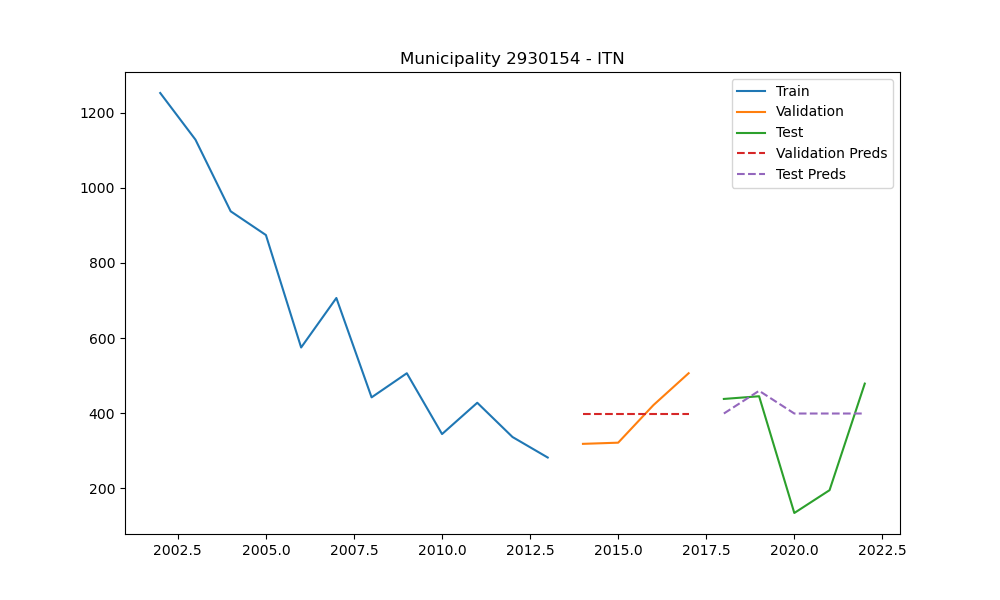 Municipality 2930154 - ITN
Train
Validation
Test
Validation Preds
Test Preds
1200
1000
800
600
400
200
2002.5 2005.0 2007.5 2010.0 2012.5 2015.0 2017.5 2020.0 2022.5